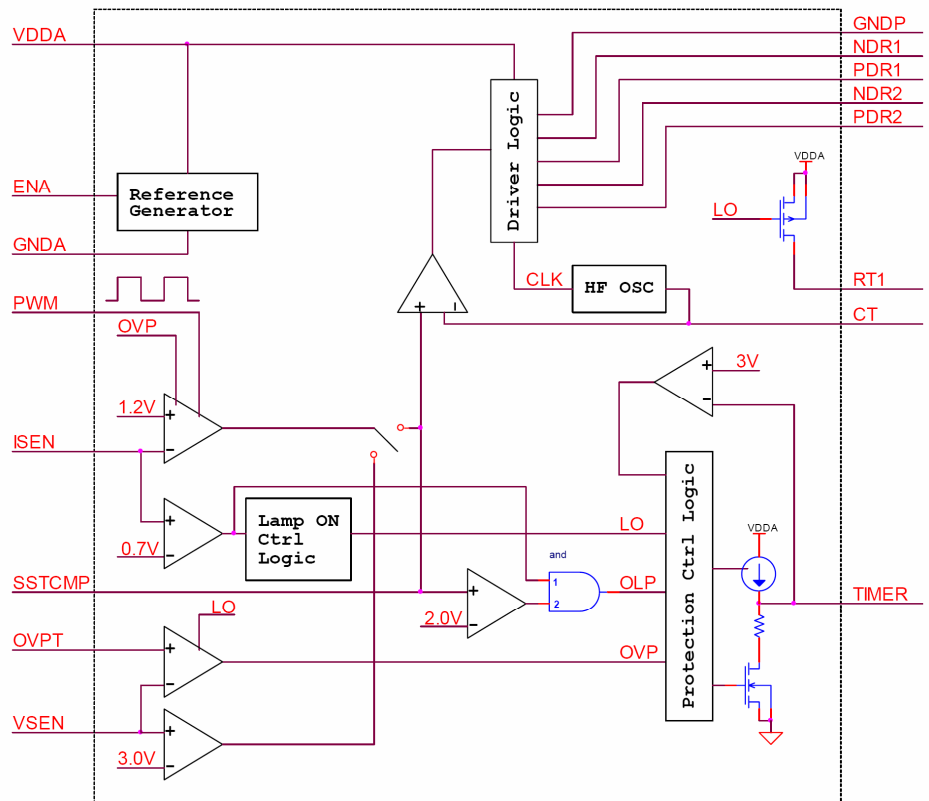 VDDA
GNDP
NDR1
PDR1
NDR2
PDR2
Driver Logic
VDDA
ENA
Reference
Generator
LO
GNDA
CLK
HF OSC
RT1
PWM
CT
+
-
OVP
3V
+
-
1.2V
+
-
ISEN
Lamp ON
Ctrl
Logic
+
-
0.7V
LO
VDDA
Protection Ctrl Logic
and
1
2
SSTCMP
+
-
2.0V
OLP
TIMER
LO
OVPT
+
-
OVP
VSEN
+
-
3.0V